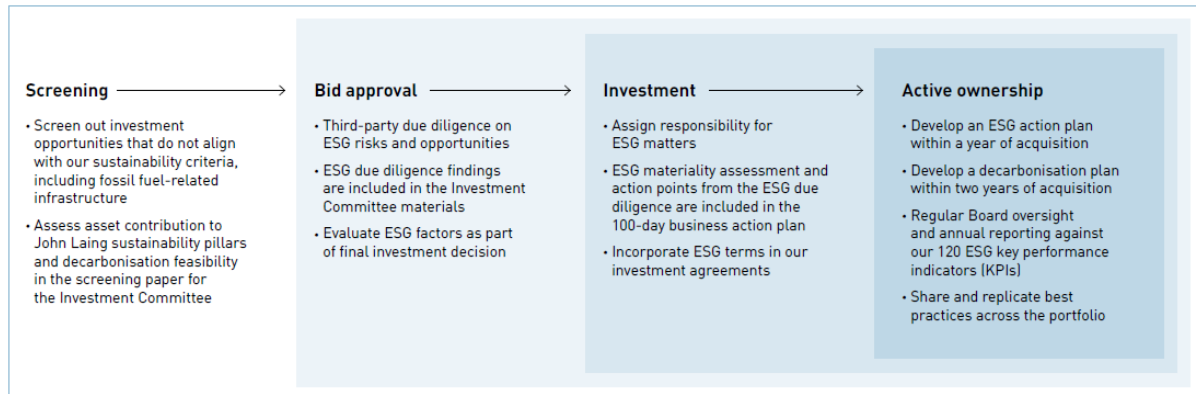 Screening
• Screen out investment
opportunities that do not align
with our sustainability criteria,
including fossil fuel-related
infrastructure
• Assess asset contribution to
John Laing sustainability pillars
and decarbonisation feasibility
in the screening paper for
the Investment Committee
Bid approval
• Third-party due diligence on
ESG risks and opportunities
• ESG due diligence findings
are included in the Investment
Committee materials
• Evaluate ESG factors as part
of final investment decision
Investment
• Assign responsibility for
ESG matters
• ESG materiality assessment and
action points from the ESG due
diligence are included in the
100-day business action plan
• Incorporate ESG terms in our
investment agreements
Active ownership
• Develop an ESG action plan
within a year of acquisition
• Develop a decarbonisation plan
within two years of acquisition
• Regular Board oversight
and annual reporting against
our 120 ESG key performance
indicators (KPIs)
• Share and replicate best
practices across the portfolio